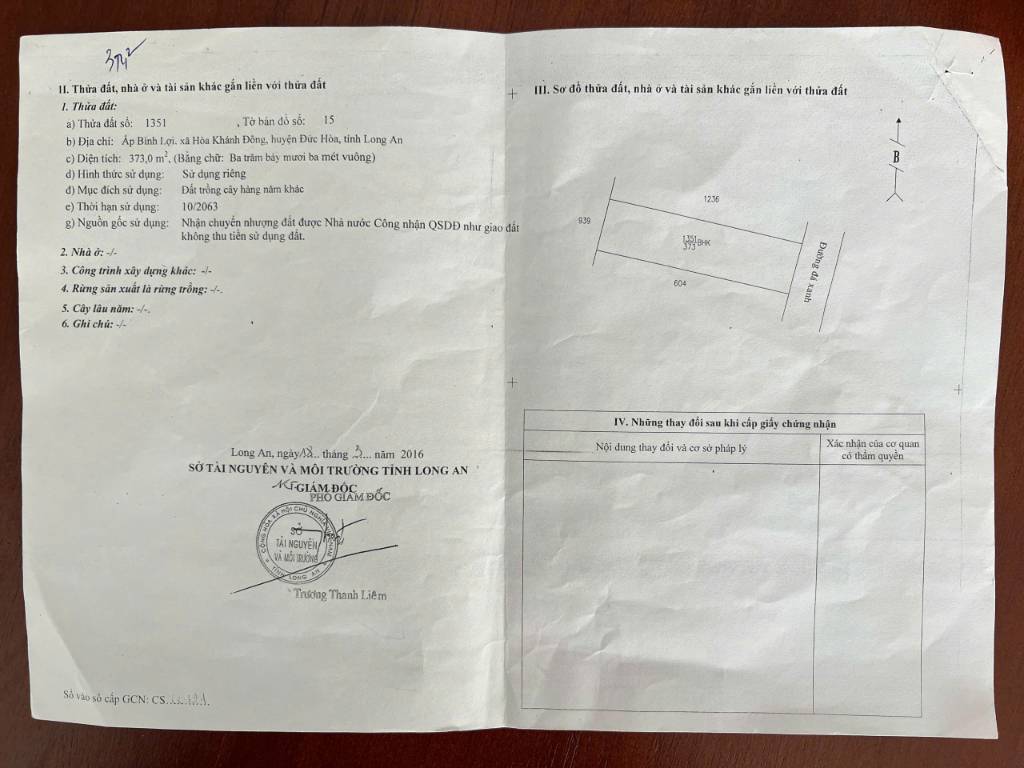 II. Thửa đất, nhà ở và tài sản khác gắn liền với thửa đất
1. Thửa đất:
a) Thửa đất số: 1351 , Tờ bản đồ số: 15
b) Địa chỉ: Ấp Bình Lợi, xã Hòa Khánh Đông, huyện Đức Hòa, tỉnh Long An
c) Diện tích: 373,0 m², (Bằng chữ: Ba trăm bảy mươi ba mét vuông)
d) Hình thức sử dụng: Sử dụng riêng
đ) Mục đích sử dụng: Đất trồng cây hàng năm khác
e) Thời hạn sử dụng: 10/2063
g) Nguồn gốc sử dụng: Nhận chuyển nhượng đất được Nhà nước Công nhận QSDĐ như giao đất
không thu tiền sử dụng đất.
2. Nhà ở: -/-
3. Công trình xây dựng khác: -/-
4. Rừng sản xuất là rừng trồng: -/-.
5. Cây lâu năm: -/-.
6. Ghi chú: -/-
Long An, ngày ... tháng ... năm 2016
SỞ TÀI NGUYÊN VÀ MÔI TRƯỜNG TỈNH LONG AN
KT GIÁM ĐỐC
PHÓ GIÁM ĐỐC
CỘNG HÒA XÃ HỘI CHỦ NGHĨA VIỆT NAM
SỞ
TÀI NGUYÊN
VÀ MÔI TRƯỜNG
TỈNH LONG AN
Trương Thanh Liêm
Số vào sổ cấp GCN: CS
III. Sơ đồ thửa đất, nhà ở và tài sản khác gắn liền với thửa đất
B
1236
939
1351
373
BHK
604
Đường đá xanh
IV. Những thay đổi sau khi cấp giấy chứng nhận
Nội dung thay đổi và cơ sở pháp lý
Xác nhận của cơ quan
có thẩm quyền